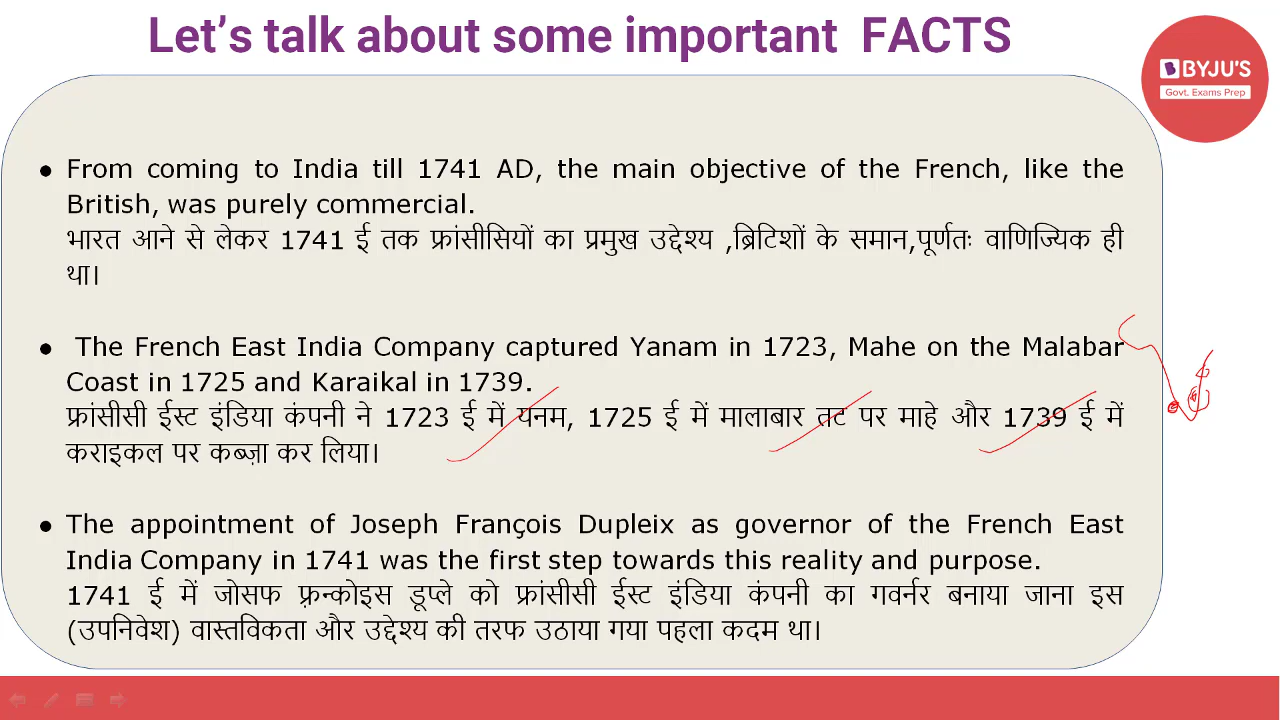 Let's talk about some important FACTS
BYJU'S
Govt. Exams Prep
● From coming to India till 1741 AD, the main objective of the French, like the
British, was purely commercial.
भारत आने से लेकर 1741 ई तक फ्रांसीसियों का प्रमुख उद्देश्य ,ब्रिटिशों के समान,पूर्णतः वाणिज्यिक ही
था।
● The French East India Company captured Yanam in 1723, Mahe on the Malabar
Coast in 1725 and Karaikal in 1739.
फ्रांसीसी ईस्ट इंडिया कंपनी ने 1723 ई में यनम, 1725 ई में मालाबार तट पर माहे और 1739 ई में
कराइकल पर कब्ज़ा कर लिया।
● The appointment of Joseph François Dupleix as governor of the French East
India Company in 1741 was the first step towards this reality and purpose.
1741 ई में जोसफ फ़्रन्कोइस डूप्ले को फ्रांसीसी ईस्ट इंडिया कंपनी का गवर्नर बनाया जाना इस
(उपनिवेश) वास्तविकता और उद्देश्य की तरफ उठाया गया पहला कदम था।